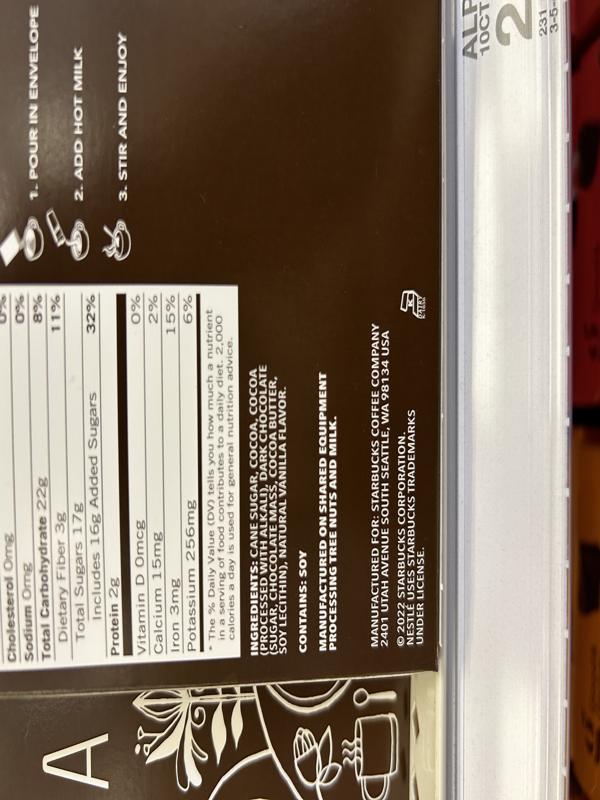 1. POUR IN ENVELOPE
2. ADD HOT MILK
3. STIR AND ENJOY
Cholesterol 0mg 0%
Sodium 0mg 0%
Total Carbohydrate 22g 8%
Dietary Fiber 3g 11%
Total Sugars 17g
Includes 16g Added Sugars 32%
Protein 2g
Vitamin D 0mcg 0%
Calcium 15mg 2%
Iron 3mg 15%
Potassium 256mg 6%
* The % Daily Value (DV) tells you how much a nutrient
in a serving of food contributes to a daily diet. 2,000
calories a day is used for general nutrition advice.
INGREDIENTS: CANE SUGAR, COCOA, COCOA
(PROCESSED WITH ALKALI), DARK CHOCOLATE
(SUGAR, CHOCOLATE MASS, COCOA BUTTER,
SOY LECITHIN), NATURAL VANILLA FLAVOR.
CONTAINS: SOY
MANUFACTURED ON SHARED EQUIPMENT
PROCESSING TREE NUTS AND MILK.
MANUFACTURED FOR: STARBUCKS COFFEE COMPANY
2401 UTAH AVENUE SOUTH SEATTLE, WA 98134 USA
© 2022 STARBUCKS CORPORATION.
NESTLÉ USES STARBUCKS TRADEMARKS
UNDER LICENSE.
K
DAIRY
A
ALP
10CT
2
231
3-5-